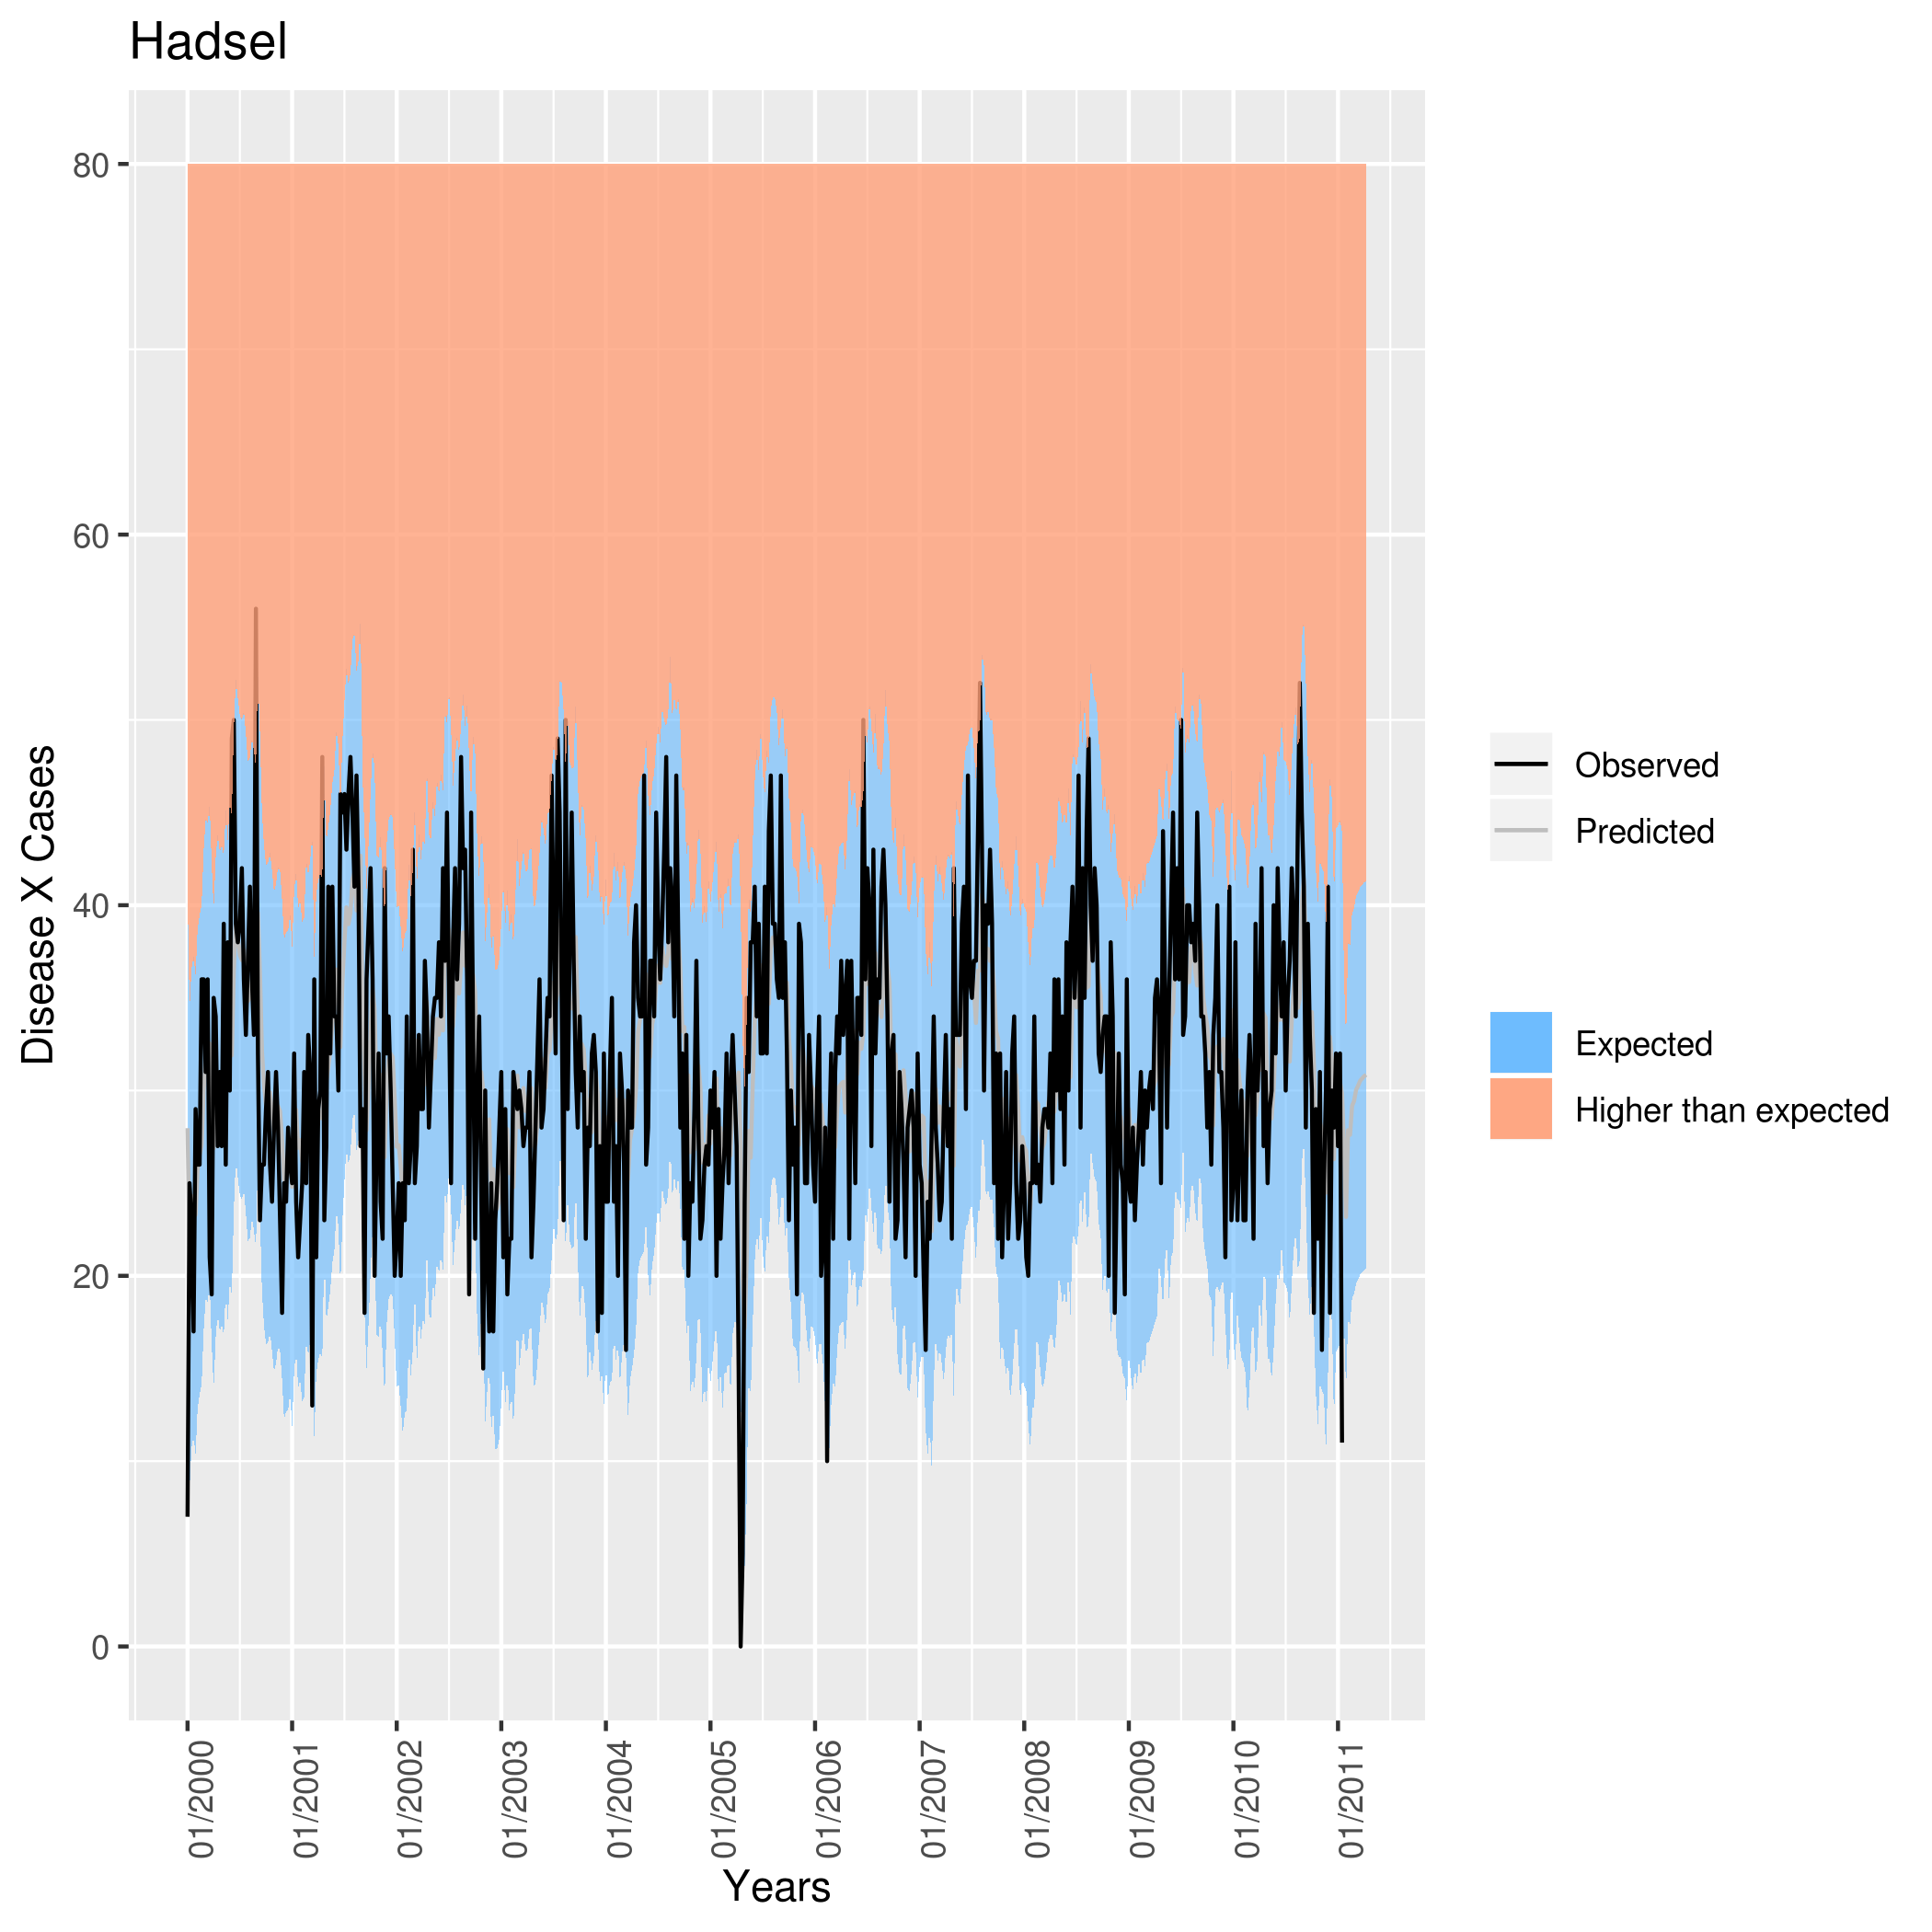 Hadsel
Disease X Cases
80
60
40
20
0
01/2000
01/2001
01/2002
01/2003
01/2004
01/2005
01/2006
01/2007
01/2008
01/2009
01/2010
01/2011
Years
Observed
Predicted
Expected
Higher than expected